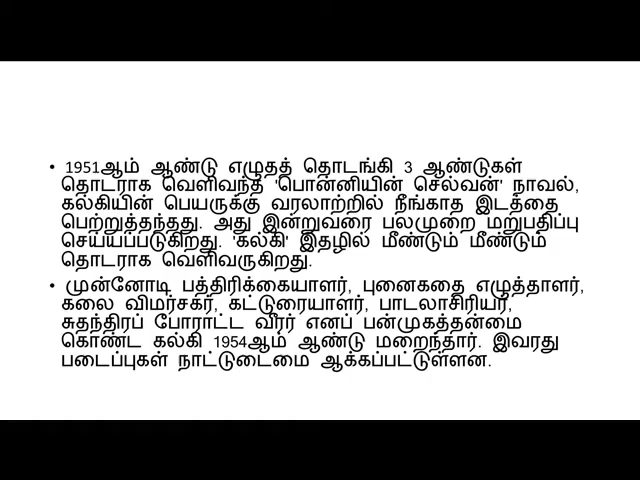 • 1951ஆம் ஆண்டு எழுதத் தொடங்கி 3 ஆண்டுகள்
தொடராக வெளிவந்த 'பொன்னியின் செல்வன்' நாவல்,
கல்கியின் பெயருக்கு வரலாற்றில் நீங்காத இடத்தை
பெற்றுத்தந்தது. அது இன்றுவரை பலமுறை மறுபதிப்பு
செய்யப்படுகிறது. 'கல்கி' இதழில் மீண்டும் மீண்டும்
தொடராக வெளிவருகிறது.
• முன்னோடி பத்திரிக்கையாளர், புனைகதை எழுத்தாளர்,
கலை விமர்சகர், கட்டுரையாளர், பாடலாசிரியர்,
சுதந்திரப் போராட்ட வீரர் எனப் பன்முகத்தன்மை
கொண்ட கல்கி 1954ஆம் ஆண்டு மறைந்தார். இவரது
படைப்புகள் நாட்டுடைமை ஆக்கப்பட்டுள்ளன.